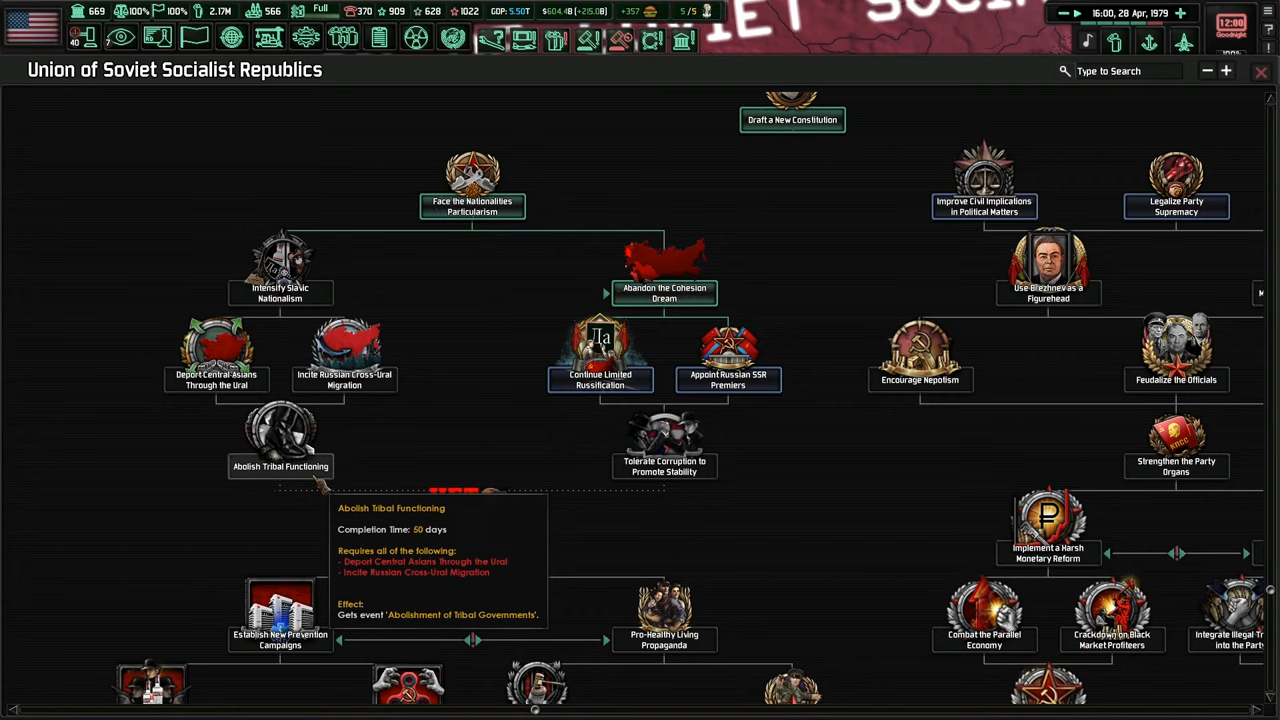 669 100% 100% 2.17M 566 Full 370 909 628 1022 GDP: 5.50T $604.4B (+215.0B) +357 5/5
16:00, 28 Apr, 1979
12:00
Goodnight
40
7
Union of Soviet Socialist Republics
Type to Search
Draft a New Constitution
Face the Nationalities
Particularism
Improve Civil Implications
in Political Matters
Legalize Party
Supremacy
Intensify Slavic
Nationalism
Abandon the Cohesion
Dream
Use Brezhnev as a
Figurehead
Да
Deport Central Asians
Through the Ural
Incite Russian Cross-Ural
Migration
Continue Limited
Russification
Appoint Russian SSR
Premiers
Encourage Nepotism
Feudalize the Officials
КПСС
Abolish Tribal Functioning
Tolerate Corruption to
Promote Stability
Strengthen the Party
Organs
Abolish Tribal Functioning
Completion Time: 50 days
Requires all of the following:
- Deport Central Asians Through the Ural
- Incite Russian Cross-Ural Migration
Effect:
Gets event 'Abolishment of Tribal Governments'.
Implement a Harsh
Monetary Reform
Establish New Prevention
Campaigns
Pro-Healthy Living
Propaganda
Combat the Parallel
Economy
Crackdown on Black
Market Profiteers
Integrate Illegal Tr
into the Party